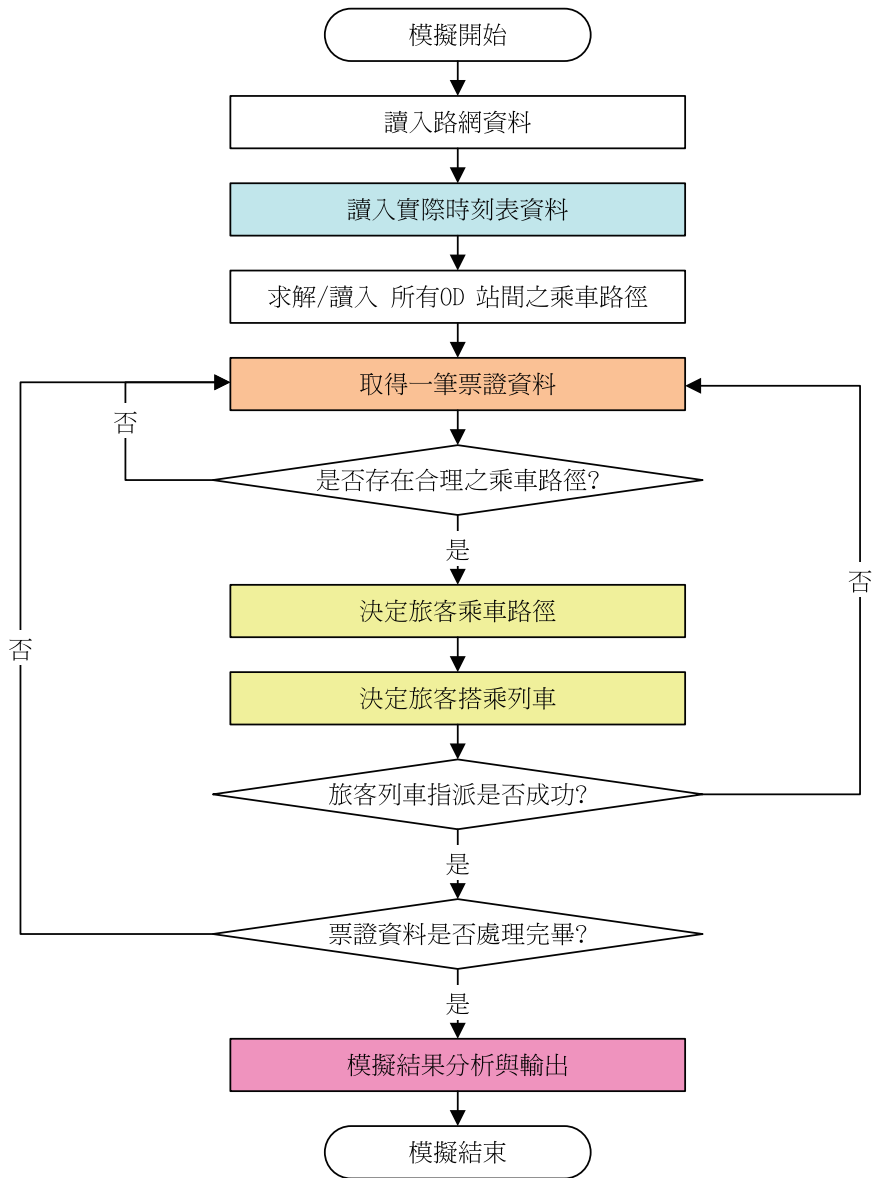 模擬開始
讀入路網資料
讀入實際時刻表資料
求解/讀入 所有OD 站間之乘車路徑
取得一筆票證資料
否
是否存在合理之乘車路徑?
是
否
決定旅客乘車路徑
否
決定旅客搭乘列車
旅客列車指派是否成功?
是
票證資料是否處理完畢?
是
模擬結果分析與輸出
模擬結束